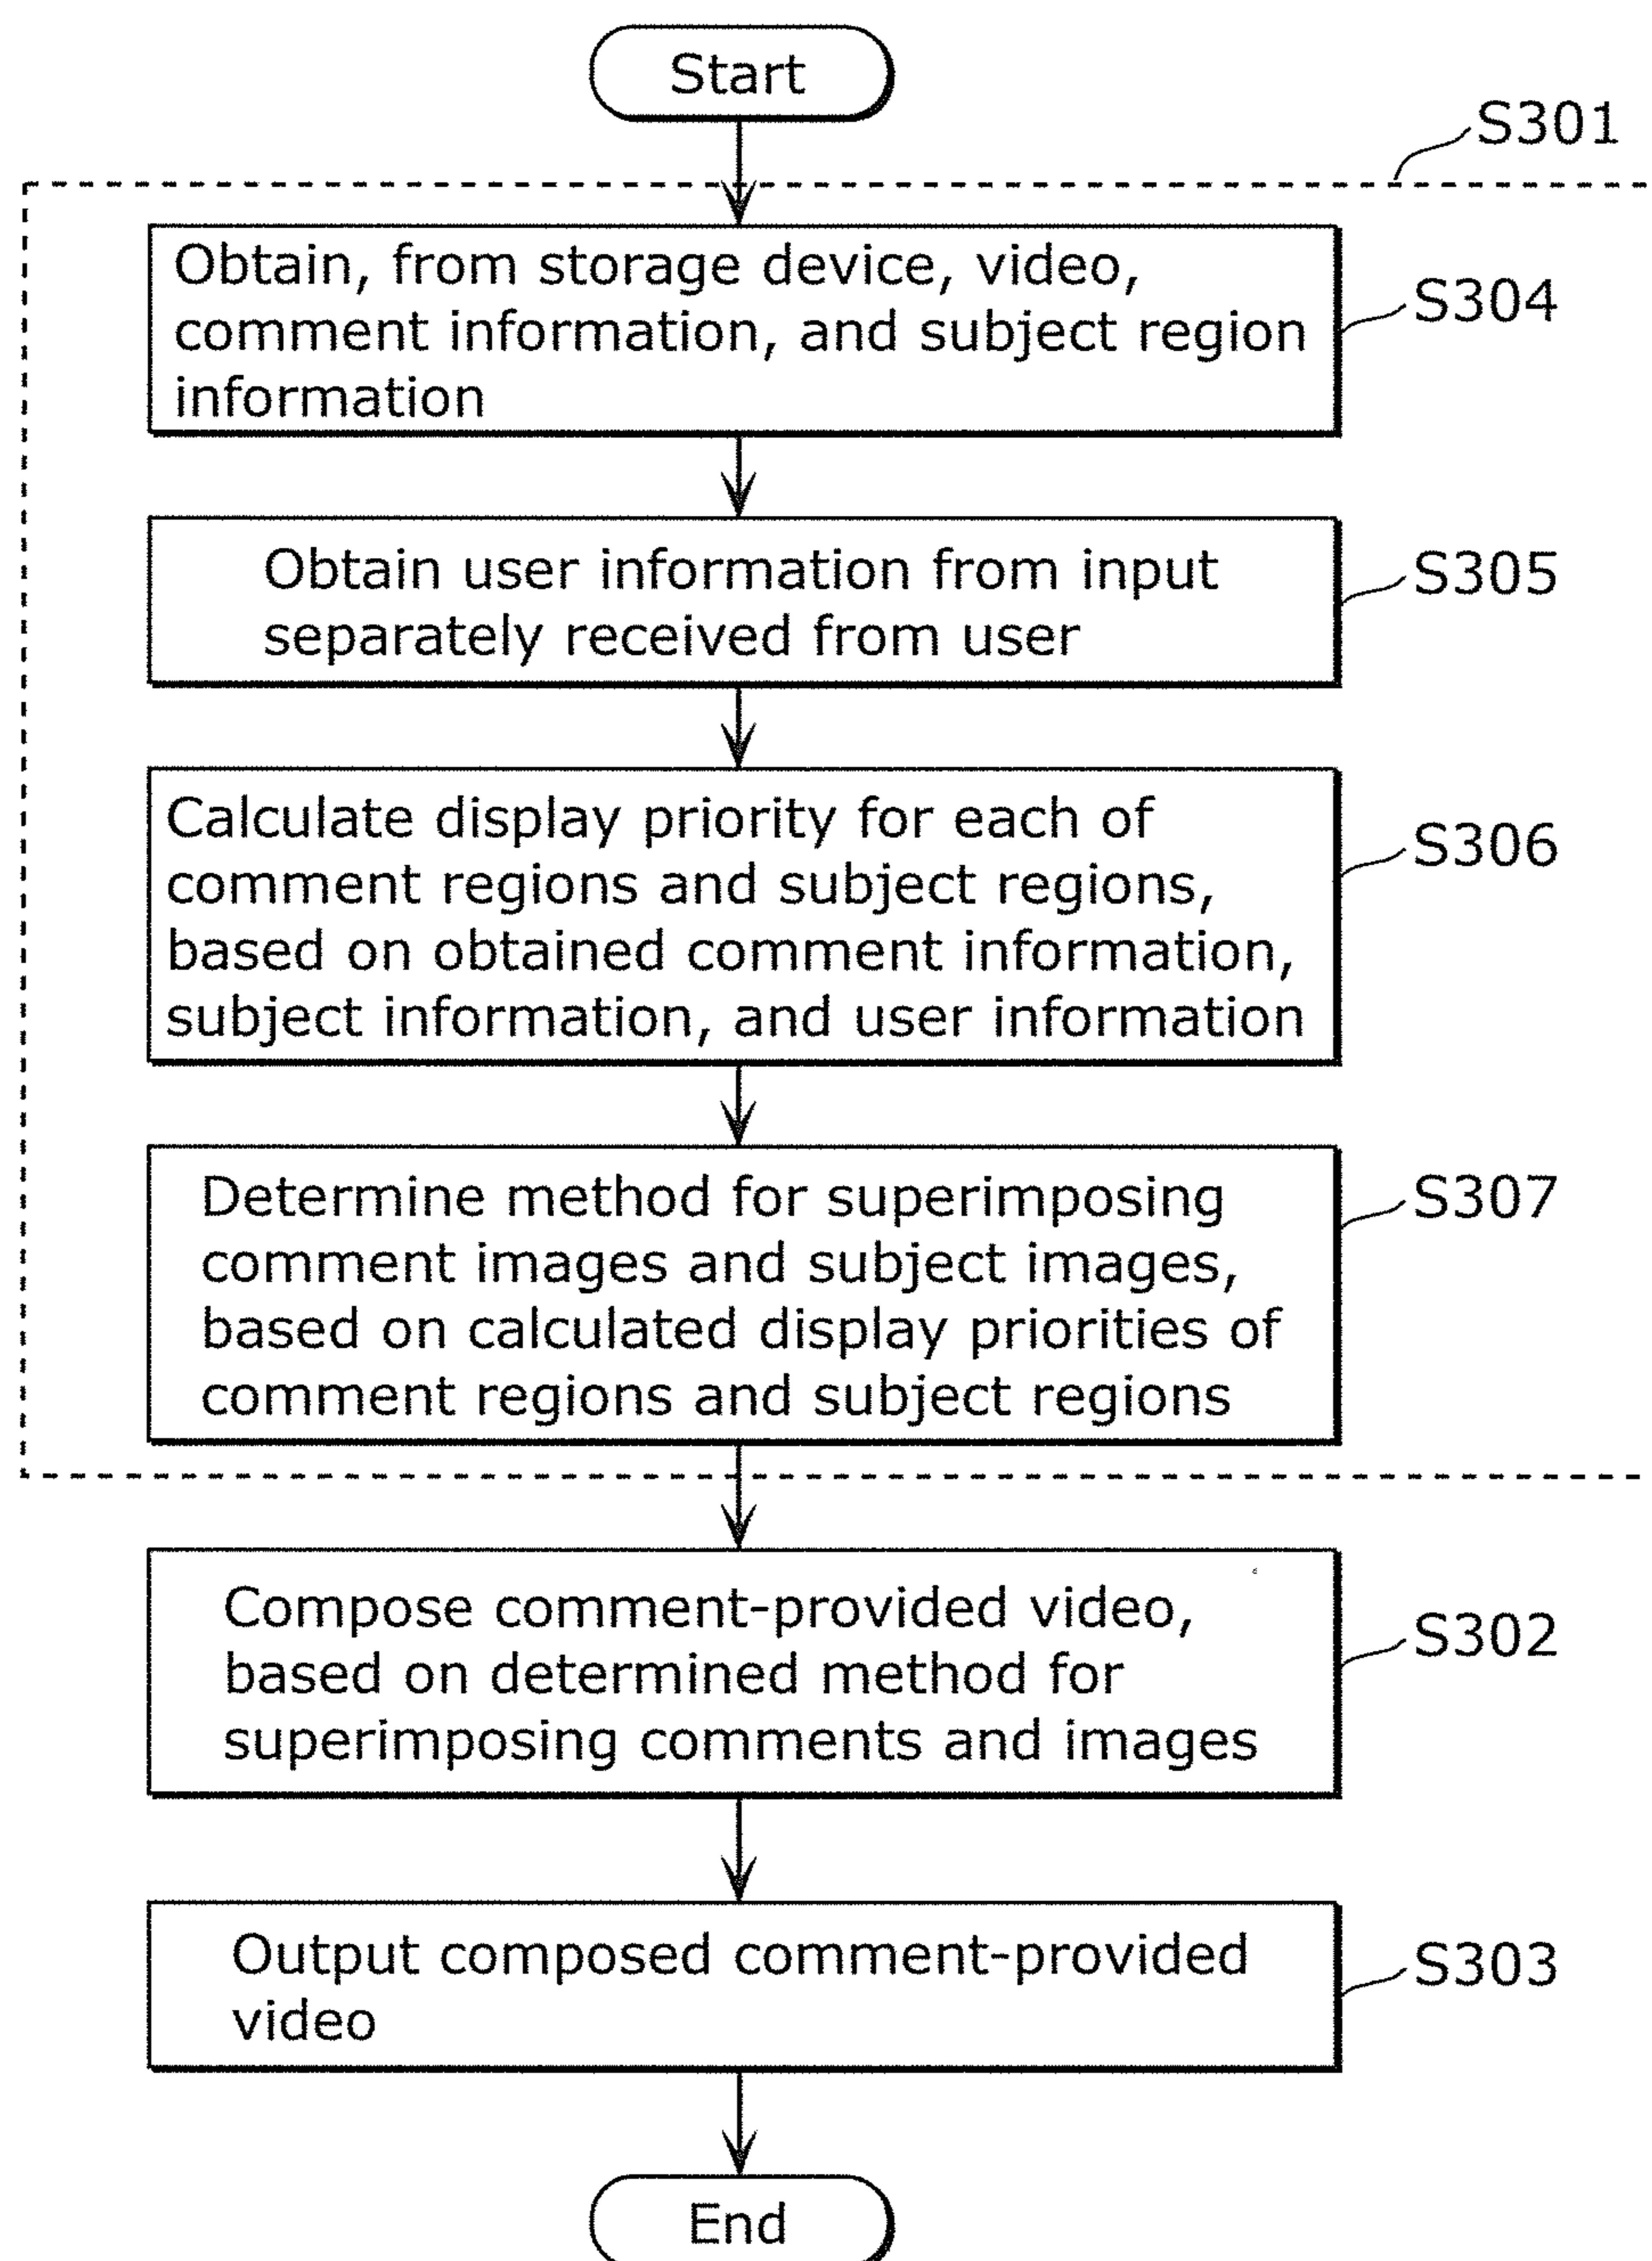 Start
S301
Obtain, from storage device, video,
comment information, and subject region
information
S304
Obtain user information from input
separately received from user
S305
Calculate display priority for each of
comment regions and subject regions,
based on obtained comment information,
subject information, and user information
S306
Determine method for superimposing
comment images and subject images,
based on calculated display priorities of
comment regions and subject regions
S307
Compose comment-provided video,
based on determined method for
superimposing comments and images
S302
Output composed comment-provided
video
S303
End